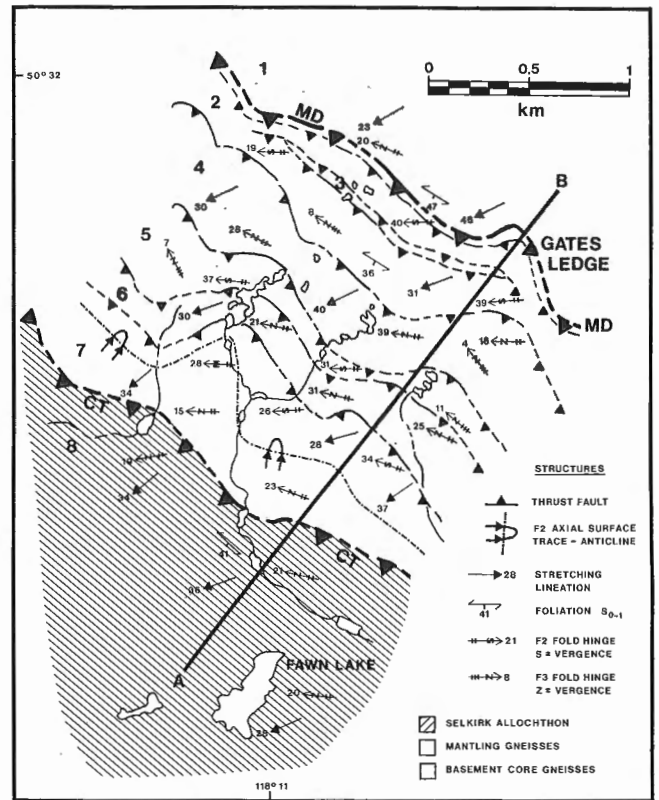 50° 32
0
0.5
1
km
1
MD
2
23
20
19
3
4
47
B
30
8
40
46
GATES
LEDGE
5
28
36
7
37
40
31
39
MD
6
30
21
39
18
7
28
31
4
34
CT
15
26
31
11
8
28
25
19
34
34
23
37
41
CT
21
36
A
FAWN LAKE
20
28
STRUCTURES
THRUST FAULT
F2 AXIAL SURFACE
TRACE - ANTICLINE
28 STRETCHING
LINEATION
41 FOLIATION S0-1
S 21 F2 FOLD HINGE
S = VERGENCE
N 8 F3 FOLD HINGE
Z = VERGENCE
SELKIRK ALLOCHTHON
MANTLING GNEISSES
BASEMENT CORE GNEISSES
118° 11